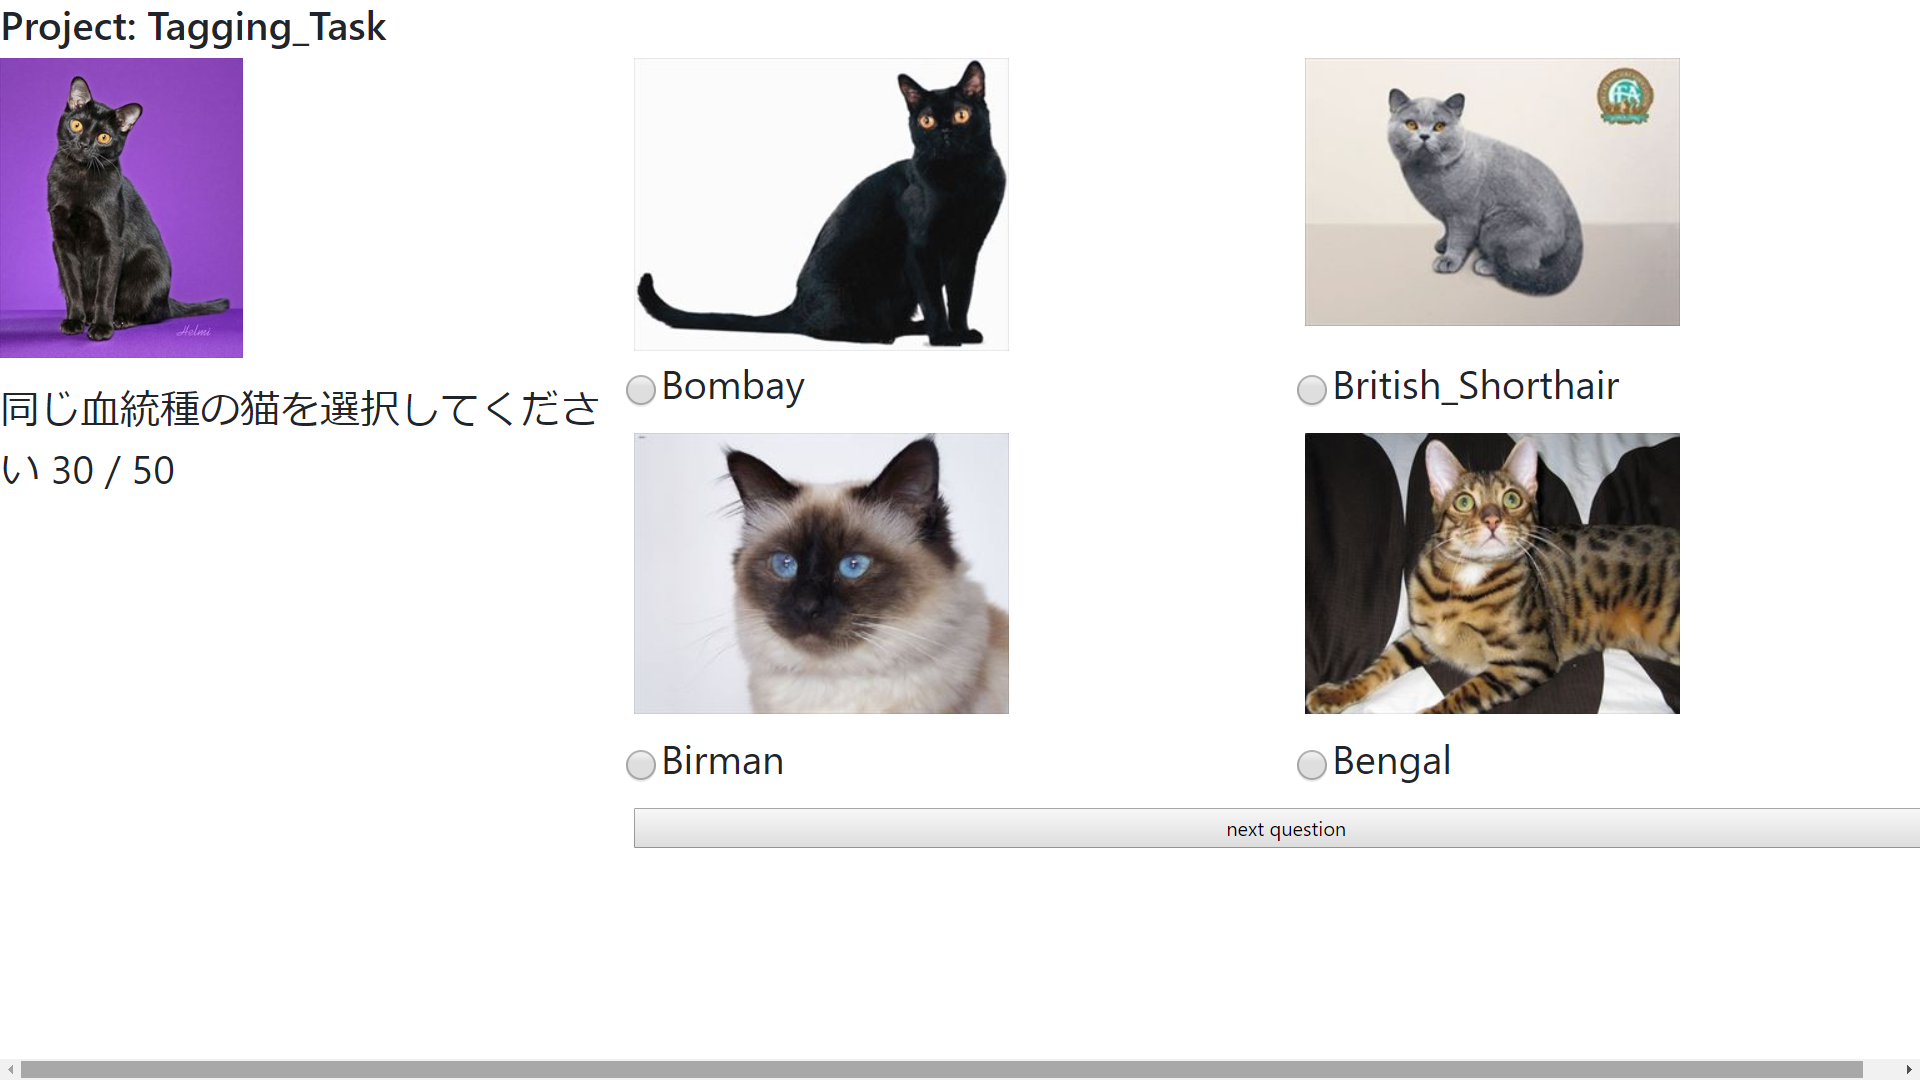 Project: Tagging_Task
Helmi
同じ血統種の猫を選択してくださ
い 30 / 50
Bombay
British_Shorthair
Birman
Bengal
next question